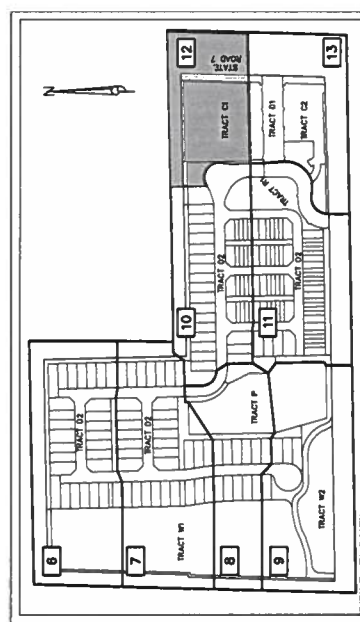 N
6
7
8
9
10
11
12
13
STATE
ROAD 7
TRACT C1
TRACT O1
TRACT C2
TRACT R1
TRACT O2
TRACT O2
TRACT O2
TRACT O2
TRACT P
TRACT W1
TRACT W2